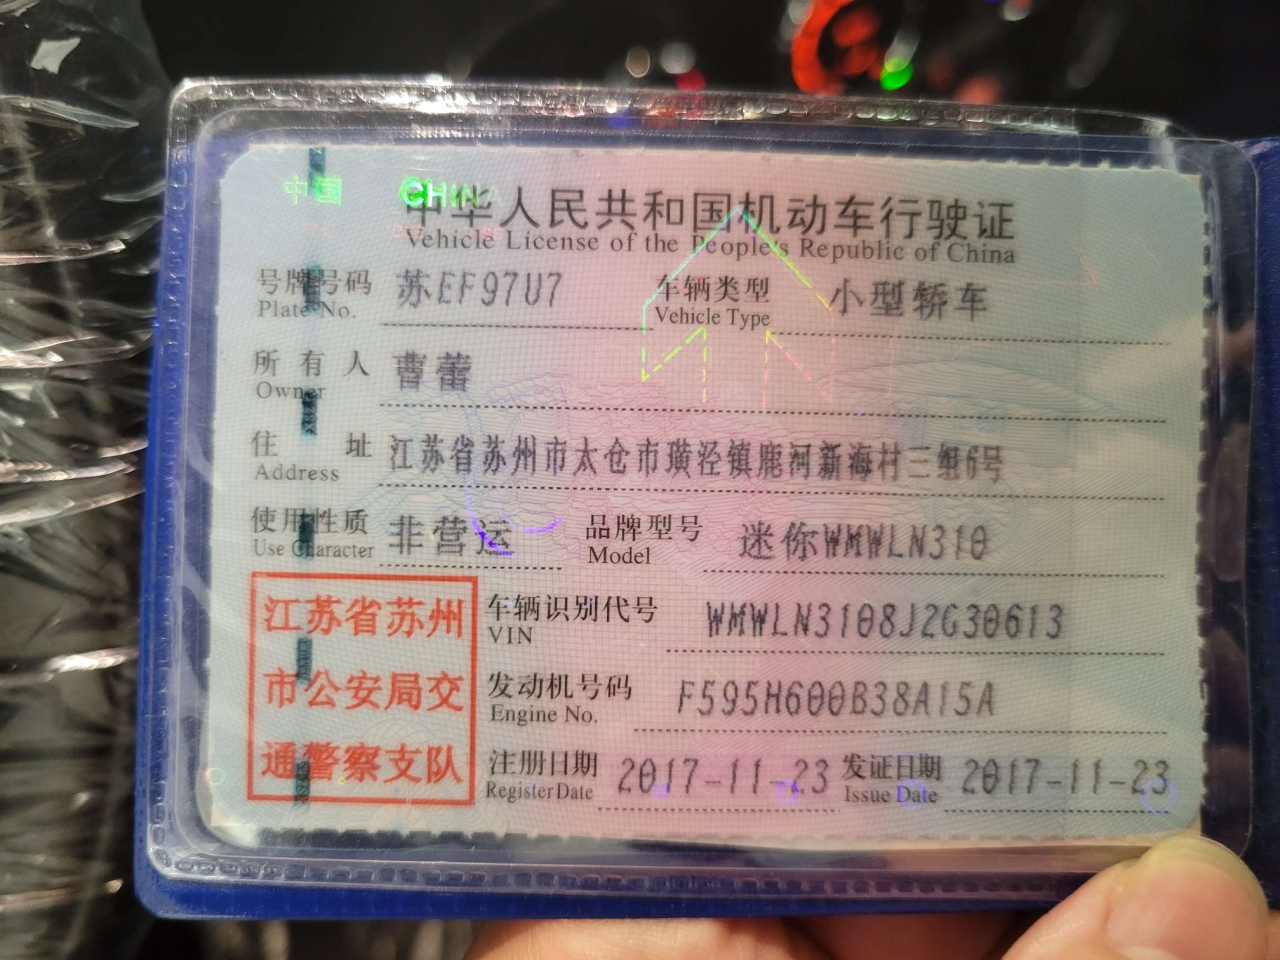 中国 CHINA
中华人民共和国机动车行驶证
Vehicle License of the People's Republic of China
号牌号码 苏EF97U7 车辆类型 小型轿车
Plate No. Vehicle Type
所有人 曹蕾
Owner
住址 江苏省苏州市太仓市璜泾镇鹿河新海村三组6号
Address
使用性质 非营运 品牌型号 迷你WMWLN310
Use Character Model
江苏省苏州
市公安局交
通警察支队
车辆识别代号 WMWLN3108J2G30613
VIN
发动机号码 F595H600B38A15A
Engine No.
注册日期 2017-11-23 发证日期 2017-11-23
Register Date Issue Date